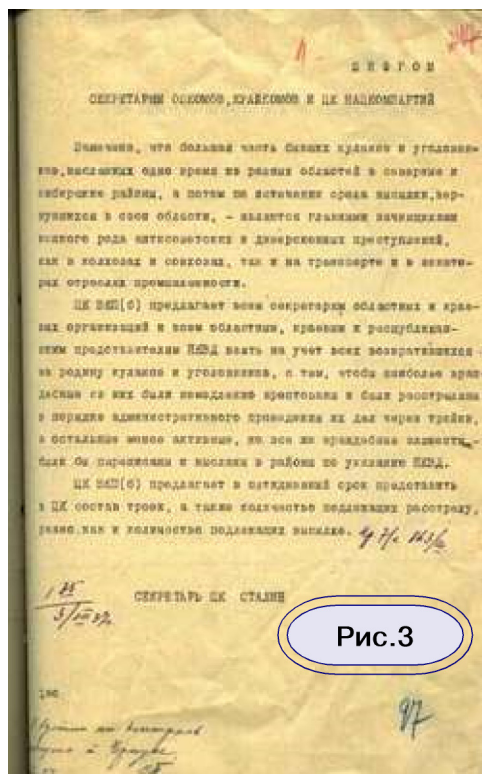 ШИФРОМ
СЕКРЕТАРЯМ ОБКОМОВ, КРАЙКОМОВ И ЦК НАЦКОМПАРТИЙ
Замечено, что большая часть бывших кулаков и уголовни-
ков, высланных одно время из разных областей в северные и
сибирские районы, а потом по истечении срока высылки, вер-
нувшихся в свои области, - являются главными зачинщиками
всякого рода антисоветских и диверсионных преступлений,
как в колхозах и совхозах, так и на транспорте и в некото-
рых отраслях промышленности.
ЦК ВКП(б) предлагает всем секретарям областных и крае-
вых организаций и всем областным, краевым и республикан-
ским представителям НКВД взять на учет всех возвратившихся
на родину кулаков и уголовников, с тем, чтобы наиболее враж-
дебные из них были немедленно арестованы и были расстреляны
в порядке административного проведения их дел через тройки,
а остальные менее активные, но все же враждебные элементы
были бы переписаны и высланы в районы по указанию НКВД.
ЦК ВКП(б) предлагает в пятидневный срок представить
в ЦК состав троек, а также количество подлежащих расстрелу,
равно как и количество подлежащих высылке.
СЕКРЕТАРЬ ЦК СТАЛИН
Рис.3
97